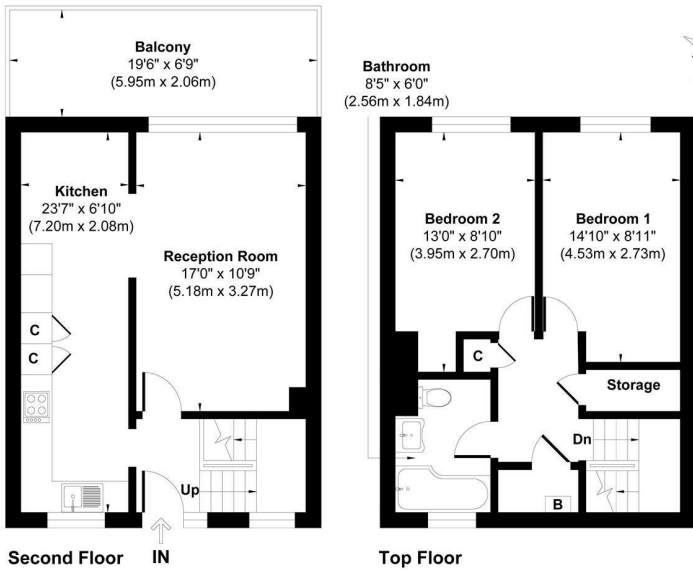 Balcony
19'6" x 6'9"
(5.95m x 2.06m)
Kitchen
23'7" x 6'10"
(7.20m x 2.08m)
Reception Room
17'0" x 10'9"
(5.18m x 3.27m)
C
C
Up
Second Floor
IN
Bathroom
8'5" x 6'0"
(2.56m x 1.84m)
Bedroom 2
13'0" x 8'10"
(3.95m x 2.70m)
Bedroom 1
14'10" x 8'11"
(4.53m x 2.73m)
C
Storage
Dn
B
Top Floor